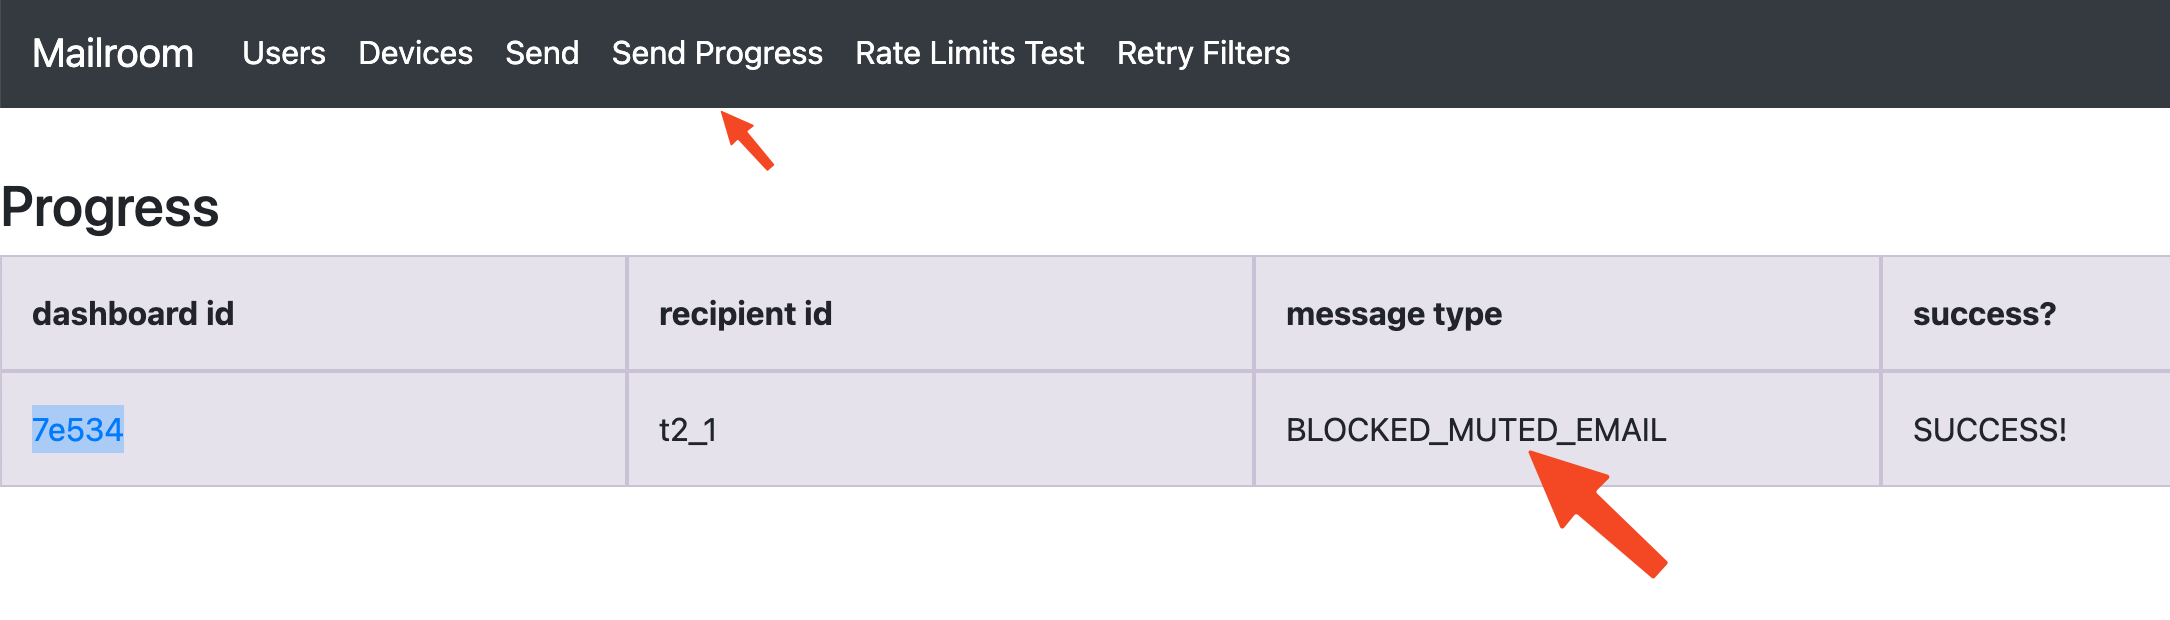 Mailroom Users Devices Send Send Progress Rate Limits Test Retry Filters
Progress
dashboard id recipient id message type success?
7e534 t2_1 BLOCKED_MUTED_EMAIL SUCCESS!